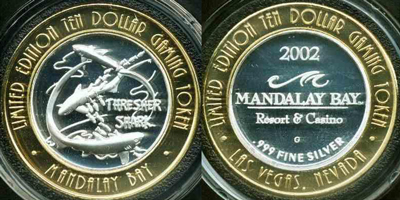 LIMITED EDITION TEN DOLLAR GAMING TOKEN
THRESHER
SHARK
· MANDALAY BAY ·
LIMITED EDITION TEN DOLLAR GAMING TOKEN
2002
MANDALAY BAY
Resort & Casino
G
.999 FINE SILVER
· LAS VEGAS, NEVADA ·